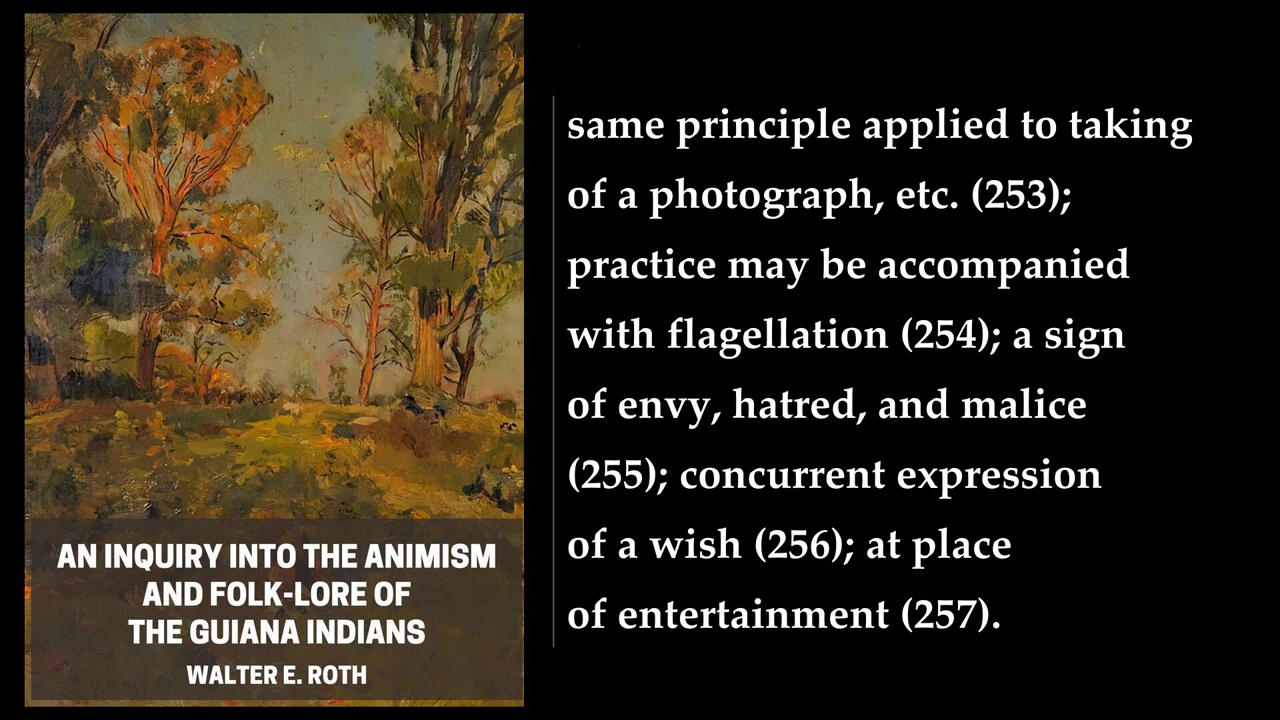 same principle applied to taking
of a photograph, etc. (253);
practice may be accompanied
with flagellation (254); a sign
of envy, hatred, and malice
(255); concurrent expression
of a wish (256); at place
of entertainment (257).
AN INQUIRY INTO THE ANIMISM
AND FOLK-LORE OF
THE GUIANA INDIANS
WALTER E. ROTH